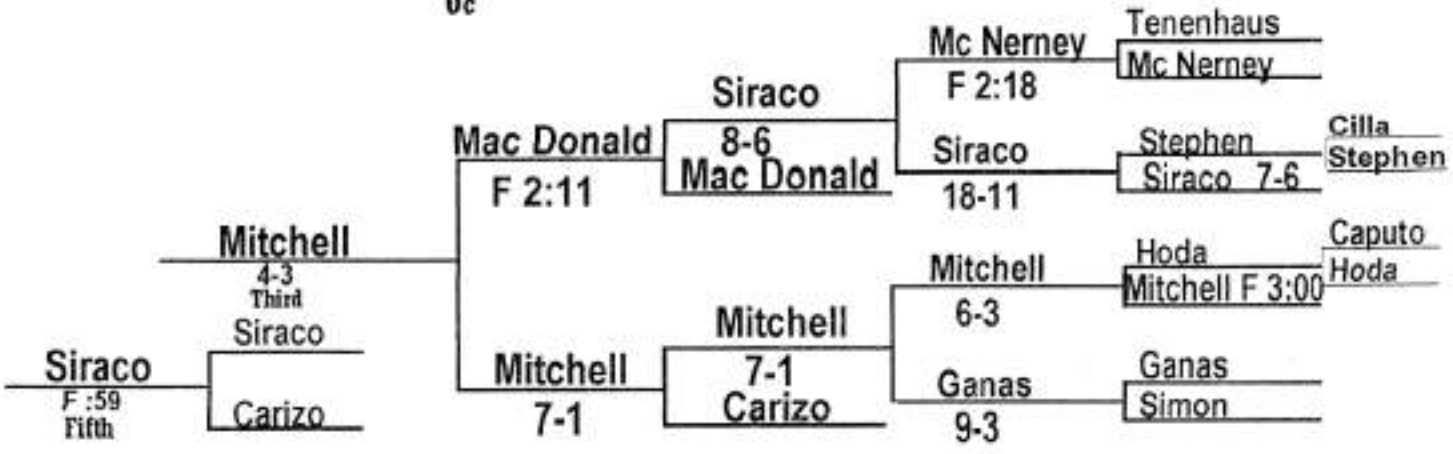 Uc
Tenenhaus
Mc Nerney
Mc Nerney
F 2:18
Siraco
8-6
Cilla
Stephen
Stephen
Siraco 7-6
Siraco
18-11
Mac Donald
F 2:11
Mac Donald
Mitchell
4-3
Third
Caputo
Hoda
Hoda
Mitchell F 3:00
Mitchell
6-3
Mitchell
7-1
Siraco
Siraco
F :59
Fifth
Carizo
Mitchell
7-1
Carizo
Ganas
9-3
Ganas
Simon